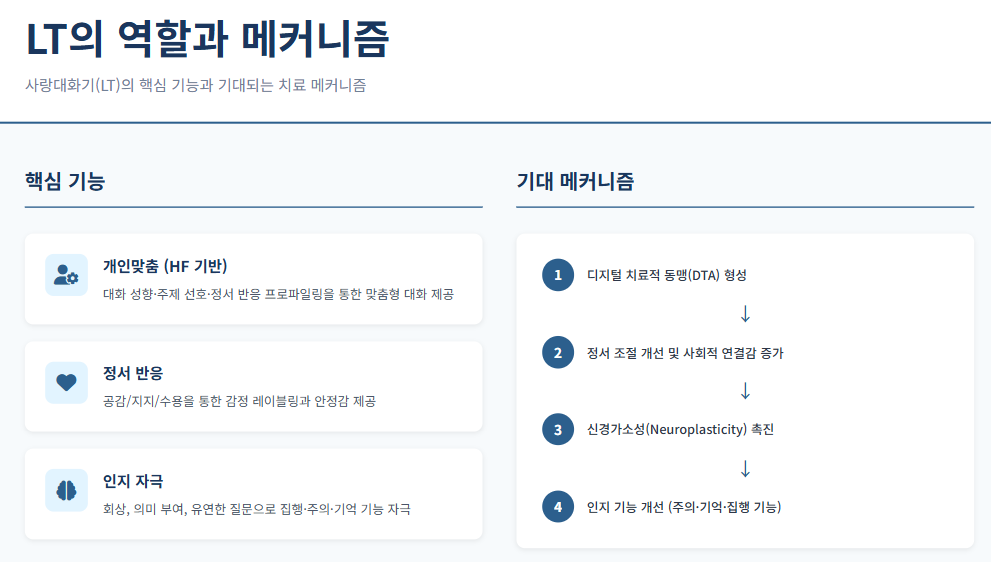 LT의 역할과 메커니즘
사랑대화기(LT)의 핵심 기능과 기대되는 치료 메커니즘
핵심 기능
개인맞춤 (HF 기반)
대화 성향·주제 선호·정서 반응 프로파일링을 통한 맞춤형 대화 제공
정서 반응
공감/지지/수용을 통한 감정 레이블링과 안정감 제공
인지 자극
회상, 의미 부여, 유연한 질문으로 집행·주의·기억 기능 자극
기대 메커니즘
1 디지털 치료적 동맹(DTA) 형성
↓
2 정서 조절 개선 및 사회적 연결감 증가
↓
3 신경가소성(Neuroplasticity) 촉진
↓
4 인지 기능 개선 (주의·기억·집행 기능)